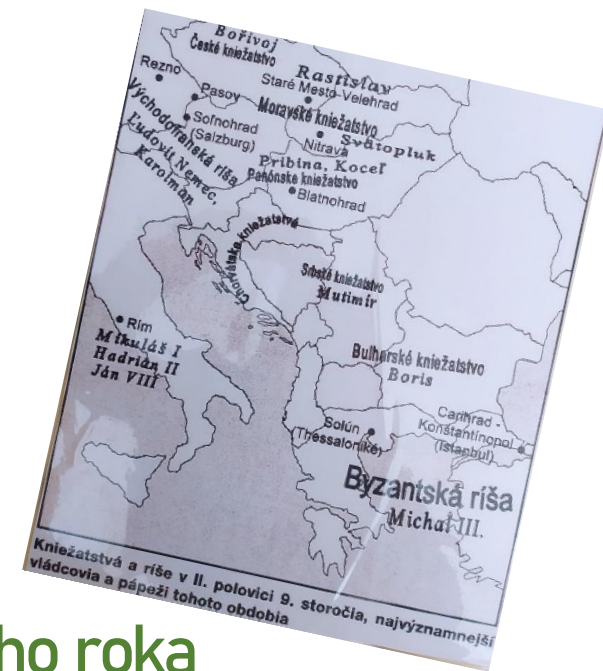 Bořivoj
České kniežatstvo
Rezno
Rastislav
Staré Mesto-Velehrad
Pasov
Moravské kniežatstvo
Soľnohrad
(Salzburg)
Nitrava
Svätopluk
Východofranská ríša
Ľudovít Nemec,
Karolmán
Pribina, Koceľ
Panónske kniežatstvo
Blatnohrad
Chorvátske kniežatstvo
Srbské kniežatstvo
Mutimír
Rím
Mikuláš I
Hadrián II
Ján VIII
Bulharské kniežatstvo
Boris
Solún
(Thessaloniké)
Carihrad -
Konštantínopol
(Istanbul)
Byzantská ríša
Michal III.
Kniežatstvá a ríše v II. polovici 9. storočia, najvýznamnejší
vládcovia a pápeži tohoto obdobia
ho roka